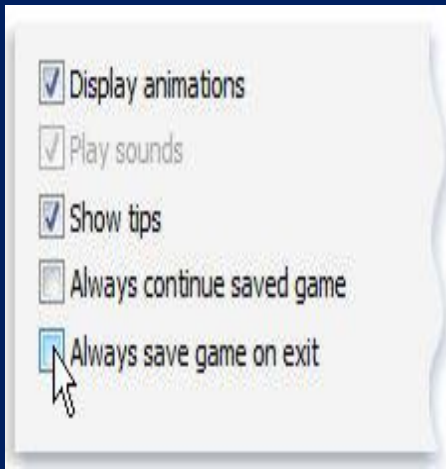 Display animations
Play sounds
Show tips
Always continue saved game
Always save game on exit